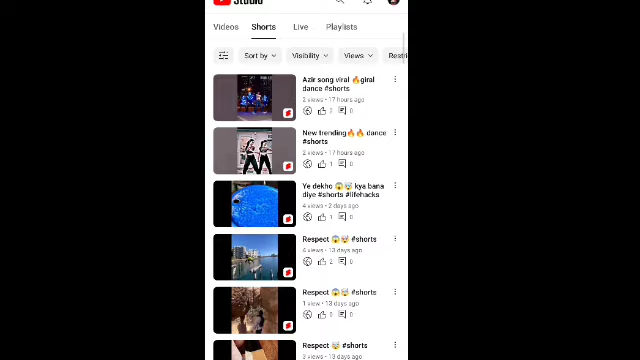 Studio
Videos Shorts Live Playlists
Sort by Visibility Views Restri
Azir song viral 🔥giral
dance #shorts
2 views • 17 hours ago
2 0
New trending🔥🔥 dance
#shorts
2 views • 17 hours ago
1 0
Ye dekho 😱🤯 kya bana
diye #shorts #lifehacks
4 views • 2 days ago
1 0
Respect 😱🤯 #shorts
4 views • 13 days ago
2 0
Respect 😱🤯 #shorts
1 view • 13 days ago
0 0
Respect 🤯 #shorts
3 views • 13 days ago